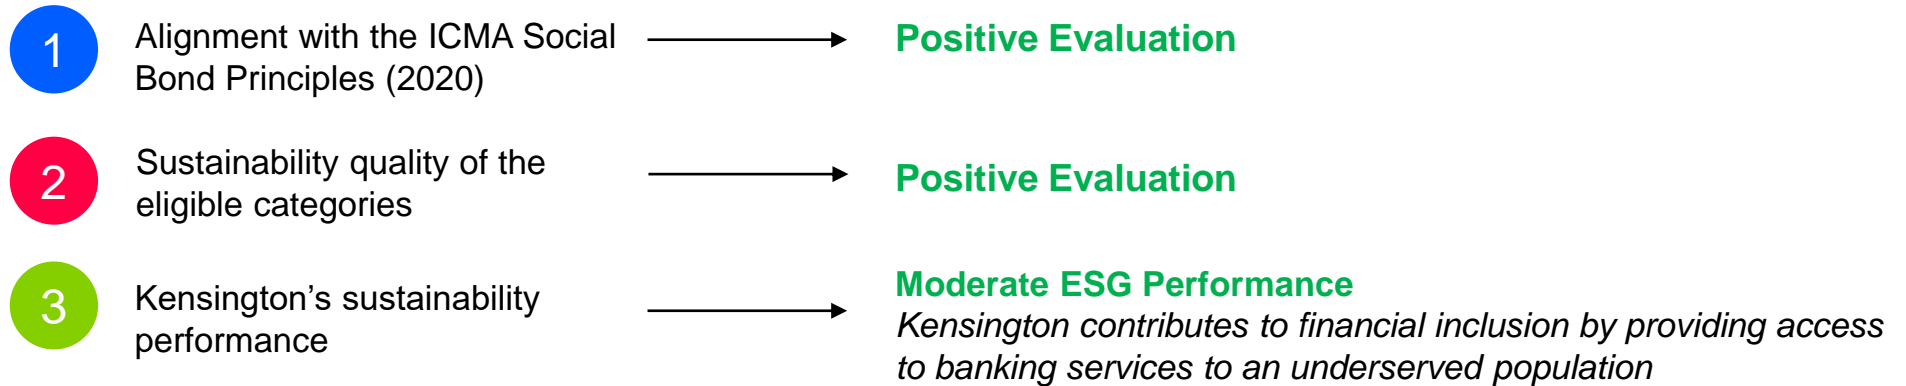 1
Alignment with the ICMA Social
Bond Principles (2020)
Positive Evaluation
2
Sustainability quality of the
eligible categories
Positive Evaluation
3
Kensington’s sustainability
performance
Moderate ESG Performance
Kensington contributes to financial inclusion by providing access
to banking services to an underserved population